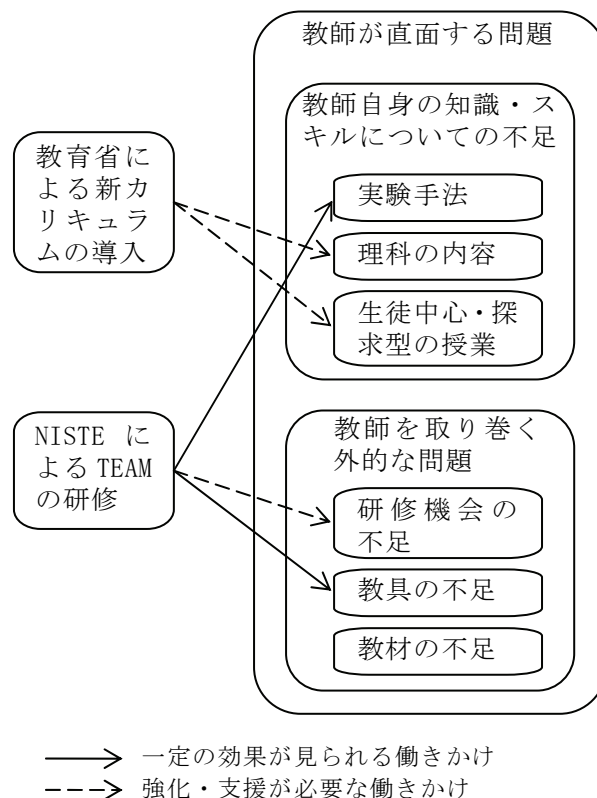 教師が直面する問題
教師自身の知識・ス
キルについての不足
実験手法
理科の内容
生徒中心・探
求型の授業
教育省に
よる新カ
リキュラ
ムの導入
NISTE に
よる TEAM
の研修
教師を取り巻く
外的な問題
研修機会の
不足
教具の不足
教材の不足
一定の効果が見られる働きかけ
強化・支援が必要な働きかけ